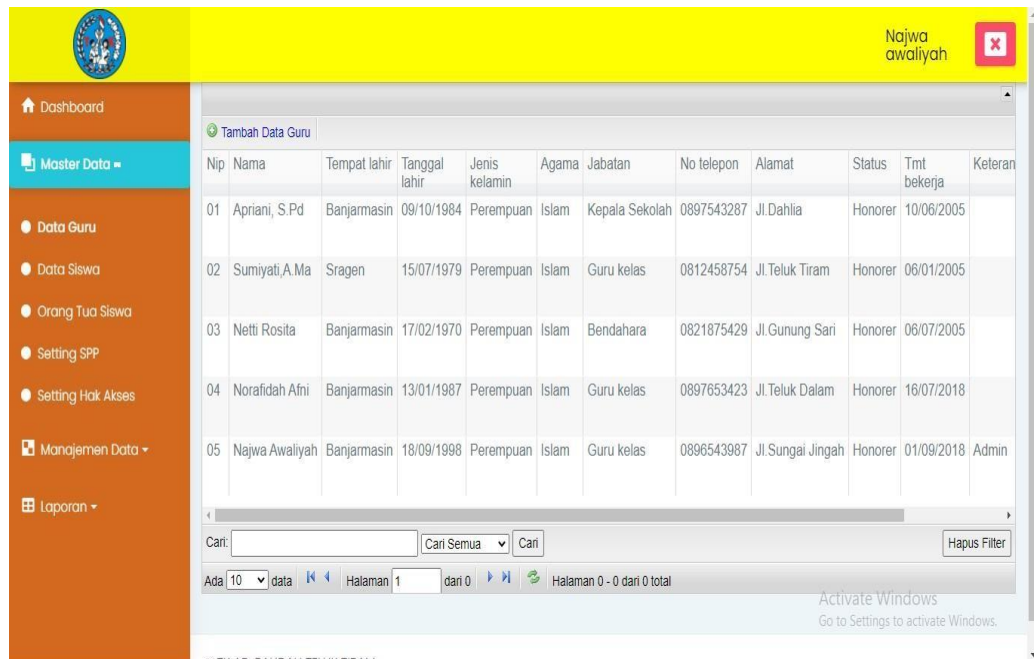 Najwa
awaliyah
Dashboard
Master Data
Data Guru
Data Siswa
Orang Tua Siswa
Setting SPP
Setting Hak Akses
Manajemen Data
Laporan
Tambah Data Guru
Nip Nama Tempat lahir Tanggal lahir Jenis kelamin Agama Jabatan No telepon Alamat Status Tmt bekerja Keteran
01 Apriani, S.Pd Banjarmasin 09/10/1984 Perempuan Islam Kepala Sekolah 0897543287 Jl.Dahlia Honorer 10/06/2005
02 Sumiyati,A.Ma Sragen 15/07/1979 Perempuan Islam Guru kelas 0812458754 Jl.Teluk Tiram Honorer 06/01/2005
03 Netti Rosita Banjarmasin 17/02/1970 Perempuan Islam Bendahara 0821875429 Jl.Gunung Sari Honorer 06/07/2005
04 Norafidah Afni Banjarmasin 13/01/1987 Perempuan Islam Guru kelas 0897653423 Jl.Teluk Dalam Honorer 16/07/2018
05 Najwa Awaliyah Banjarmasin 18/09/1998 Perempuan Islam Guru kelas 0896543987 Jl.Sungai Jingah Honorer 01/09/2018 Admin
Cari: Cari Semua Cari Hapus Filter
Ada 10 data Halaman 1 dari 0 Halaman 0 - 0 dari 0 total
Activate Windows
Go to Settings to activate Windows.